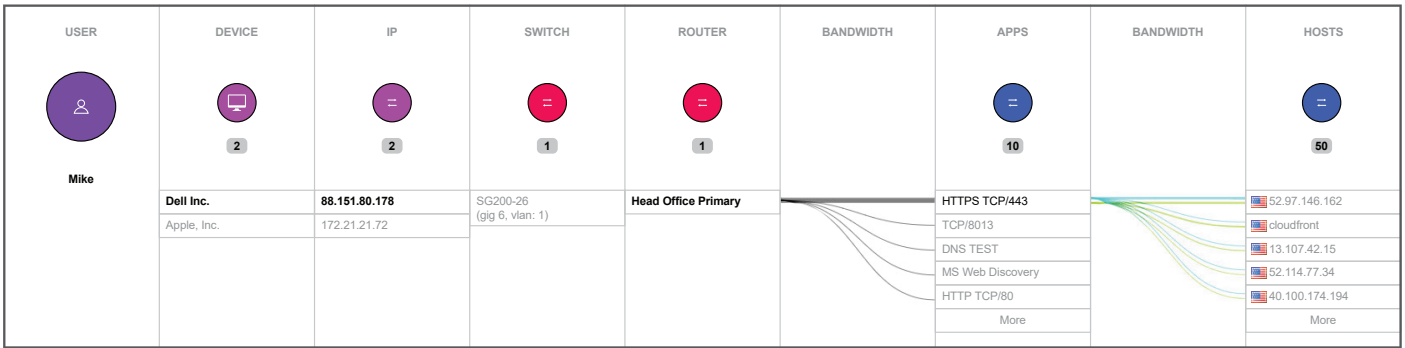 USER
DEVICE
IP
SWITCH
ROUTER
BANDWIDTH
APPS
BANDWIDTH
HOSTS
2
2
1
1
10
50
Mike
Dell Inc.
Apple, Inc.
88.151.80.178
172.21.21.72
SG200-26
(gig 6, vlan: 1)
Head Office Primary
HTTPS TCP/443
TCP/8013
DNS TEST
MS Web Discovery
HTTP TCP/80
More
52.97.146.162
cloudfront
13.107.42.15
52.114.77.34
40.100.174.194
More